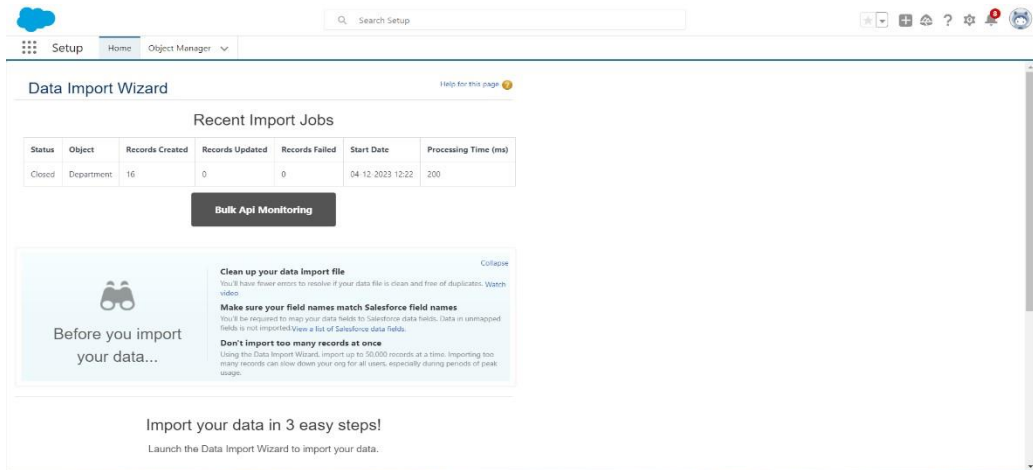 Search Setup
8
Setup Home Object Manager
Data Import Wizard
Help for this page
Recent Import Jobs
Status Object Records Created Records Updated Records Failed Start Date Processing Time (ms)
Closed Department 16 0 0 04-12-2023 12:22 200
Bulk Api Monitoring
Collapse
Before you import
your data...
Clean up your data import file
You'll have fewer errors to resolve if your data file is clean and free of duplicates. Watch
video
Make sure your field names match Salesforce field names
You'll be required to map your data fields to Salesforce data fields. Data in unmapped
fields is not imported.View a list of Salesforce data fields.
Don't import too many records at once
Using the Data Import Wizard, import up to 50,000 records at a time. Importing too
many records can slow down your org for all users, especially during periods of peak
usage.
Import your data in 3 easy steps!
Launch the Data Import Wizard to import your data.